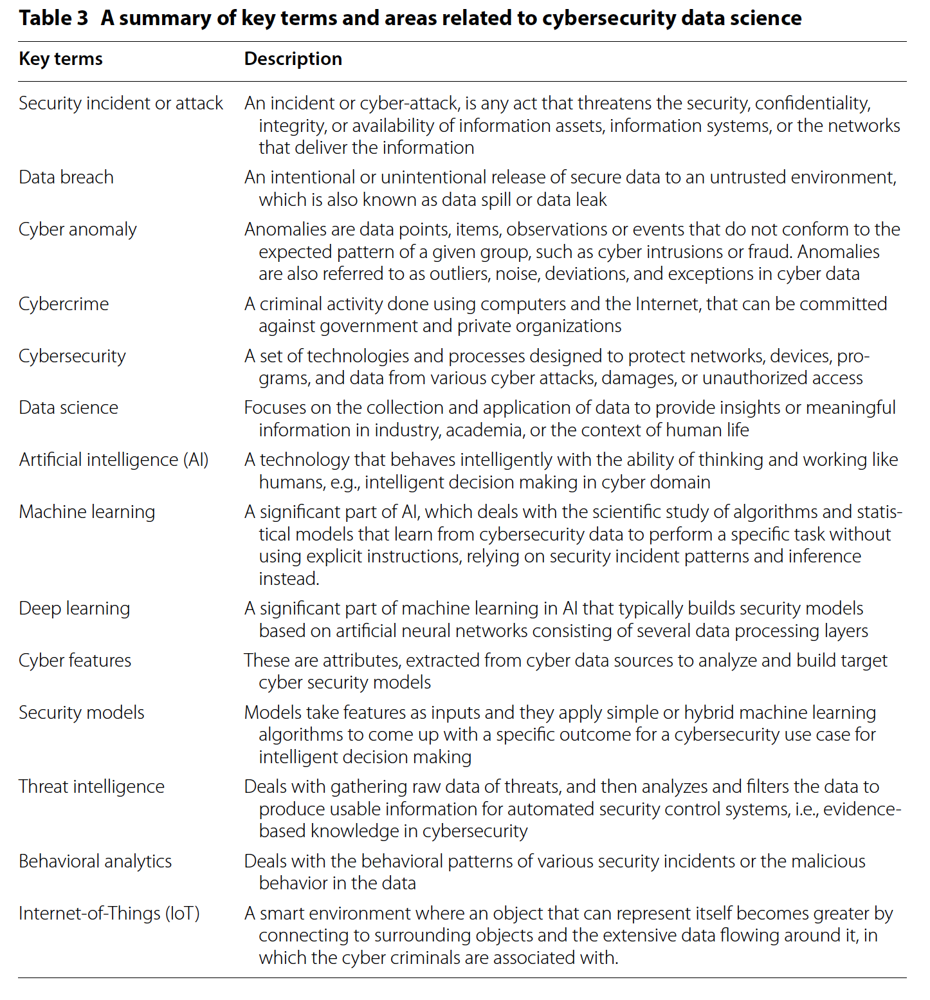 Table 3 A summary of key terms and areas related to cybersecurity data science
Key terms Description
Security incident or attack An incident or cyber-attack, is any act that threatens the security, confidentiality,
integrity, or availability of information assets, information systems, or the networks
that deliver the information
Data breach An intentional or unintentional release of secure data to an untrusted environment,
which is also known as data spill or data leak
Cyber anomaly Anomalies are data points, items, observations or events that do not conform to the
expected pattern of a given group, such as cyber intrusions or fraud. Anomalies
are also referred to as outliers, noise, deviations, and exceptions in cyber data
Cybercrime A criminal activity done using computers and the Internet, that can be committed
against government and private organizations
Cybersecurity A set of technologies and processes designed to protect networks, devices, pro-
grams, and data from various cyber attacks, damages, or unauthorized access
Data science Focuses on the collection and application of data to provide insights or meaningful
information in industry, academia, or the context of human life
Artificial intelligence (AI) A technology that behaves intelligently with the ability of thinking and working like
humans, e.g., intelligent decision making in cyber domain
Machine learning A significant part of AI, which deals with the scientific study of algorithms and statis-
tical models that learn from cybersecurity data to perform a specific task without
using explicit instructions, relying on security incident patterns and inference
instead.
Deep learning A significant part of machine learning in AI that typically builds security models
based on artificial neural networks consisting of several data processing layers
Cyber features These are attributes, extracted from cyber data sources to analyze and build target
cyber security models
Security models Models take features as inputs and they apply simple or hybrid machine learning
algorithms to come up with a specific outcome for a cybersecurity use case for
intelligent decision making
Threat intelligence Deals with gathering raw data of threats, and then analyzes and filters the data to
produce usable information for automated security control systems, i.e., evidence-
based knowledge in cybersecurity
Behavioral analytics Deals with the behavioral patterns of various security incidents or the malicious
behavior in the data
Internet-of-Things (IoT) A smart environment where an object that can represent itself becomes greater by
connecting to surrounding objects and the extensive data flowing around it, in
which the cyber criminals are associated with.